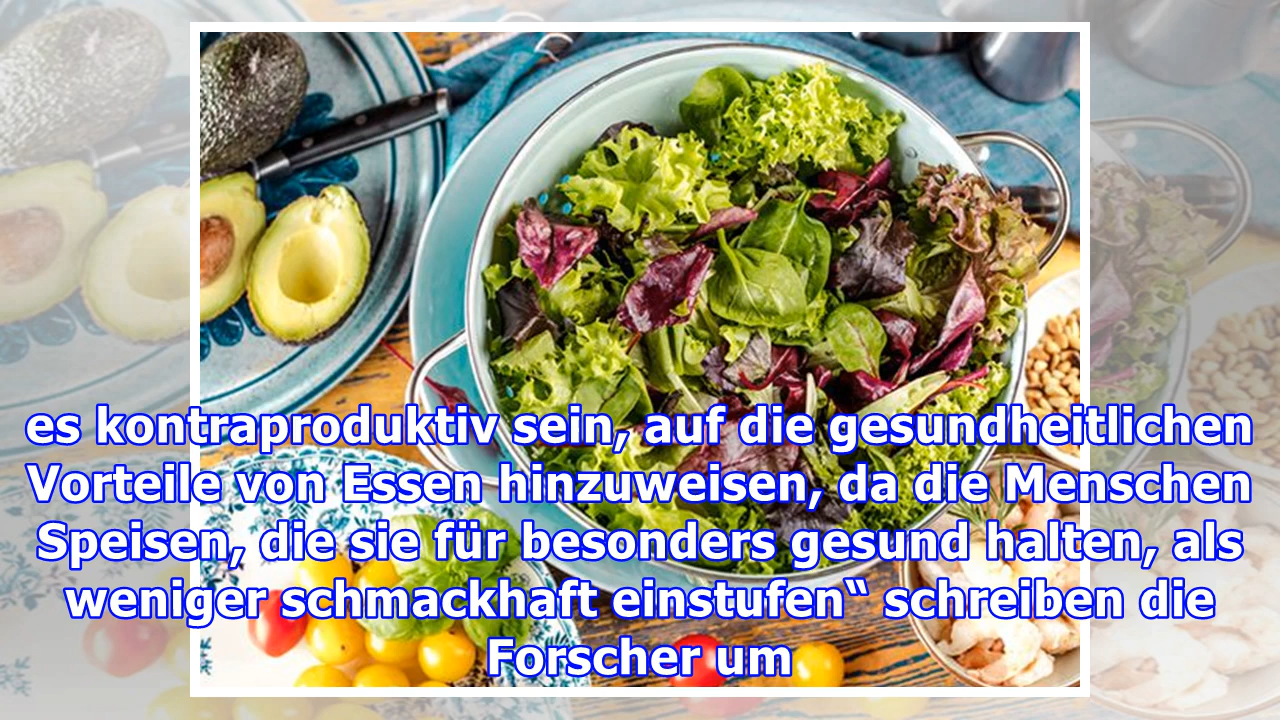 es kontraproduktiv sein, auf die gesundheitlichen
Vorteile von Essen hinzuweisen, da die Menschen
Speisen, die sie für besonders gesund halten, als
weniger schmackhaft einstufen“ schreiben die
Forscher um